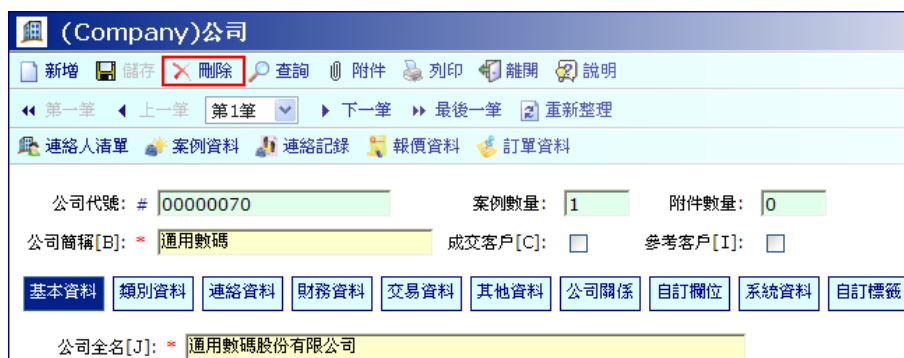 (Company)公司
新增 儲存 刪除 查詢 附件 列印 離開 說明
第一筆 上一筆 第1筆 下一筆 最後一筆 重新整理
連絡人清單 案例資料 連絡記錄 報價資料 訂單資料
公司代號: # 00000070 案例數量: 1 附件數量: 0
公司簡稱[B]: * 通用數碼 成交客戶[C]: 參考客戶[I]:
基本資料 類別資料 連絡資料 財務資料 交易資料 其他資料 公司關係 自訂欄位 系統資料 自訂標籤
公司全名[J]: * 通用數碼股份有限公司